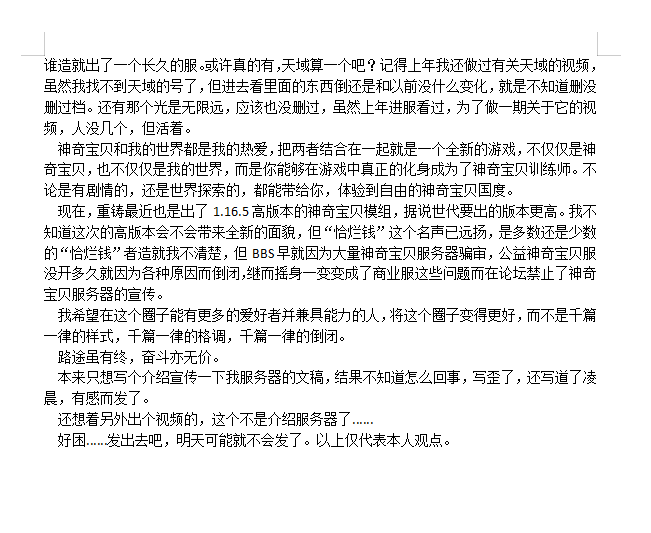 谁造就出了一个长久的服。或许真的有，天域算一个吧？记得上年我还做过有关天域的视频，
虽然我找不到天域的号了，但进去看里面的东西倒还是和以前没什么变化，就是不知道删没
删过档。还有那个光是无限远，应该也没删过，虽然上年进服看过，为了做一期关于它的视
频，人没几个，但活着。
神奇宝贝和我的世界都是我的热爱，把两者结合在一起就是一个全新的游戏，不仅仅是神
奇宝贝，也不仅仅是我的世界，而是你能够在游戏中真正的化身成为了神奇宝贝训练师。不
论是有剧情的，还是世界探索的，都能带给你，体验到自由的神奇宝贝国度。
现在，重铸最近也是出了 1.16.5 高版本的神奇宝贝模组，据说世代要出的版本更高。我不
知道这次的高版本会不会带来全新的面貌，但“恰烂钱”这个名声已远扬，是多数还是少数
的“恰烂钱”者造就我不清楚，但 BBS 早就因为大量神奇宝贝服务器骗审，公益神奇宝贝服
没开多久就因为各种原因而倒闭，继而摇身一变变成了商业服这些问题而在论坛禁止了神奇
宝贝服务器的宣传。
我希望在这个圈子能有更多的爱好者并兼具能力的人，将这个圈子变得更好，而不是千篇
一律的样式，千篇一律的格调，千篇一律的倒闭。
路途虽有终，奋斗亦无价。
本来只想写个介绍宣传一下我服务器的文稿，结果不知道怎么回事，写歪了，还写道了凌
晨，有感而发了。
还想着另外出个视频的，这个不是介绍服务器了……
好困……发出去吧，明天可能就不会发了。以上仅代表本人观点。